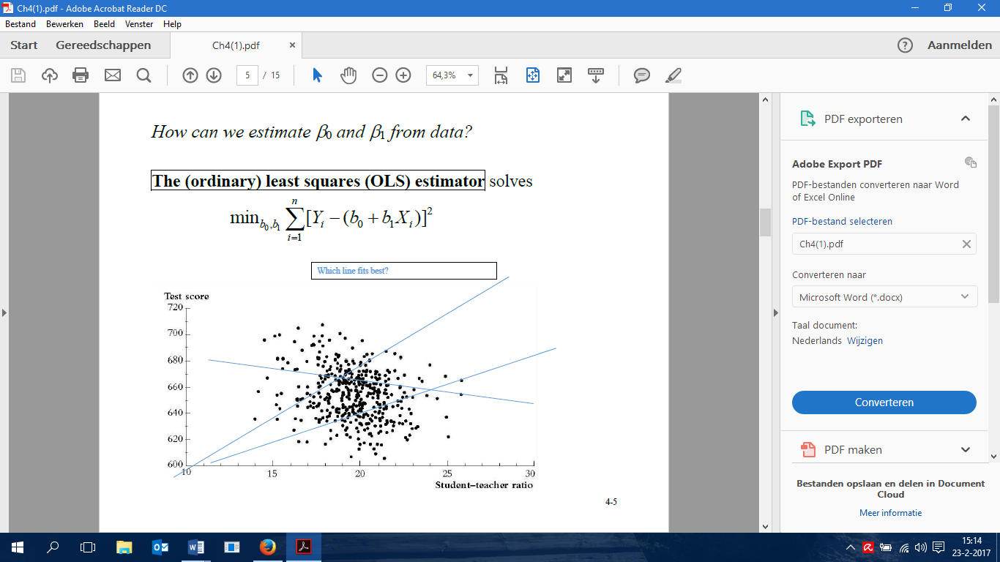 Ch4(1).pdf - Adobe Acrobat Reader DC
Bestand Bewerken Beeld Venster Help
Start Gereedschappen Ch4(1).pdf × ? Aanmelden
5 / 15 64,3%
How can we estimate β0 and β1 from data?
The (ordinary) least squares (OLS) estimator solves
min_{b_0,b_1} \sum_{i=1}^{n} [Y_i − (b_0 + b_1X_i)]^2
Which line fits best?
Test score
720
700
680
660
640
620
600
10 15 20 25 30
Student–teacher ratio
4-5
PDF exporteren
Adobe Export PDF
PDF-bestanden converteren naar Word
of Excel Online
PDF-bestand selecteren
Ch4(1).pdf
Converteren naar
Microsoft Word (*.docx)
Taal document:
Nederlands Wijzigen
Converteren
PDF maken
Bestanden opslaan en delen in Document
Cloud
Meer informatie
15:14
23-2-2017